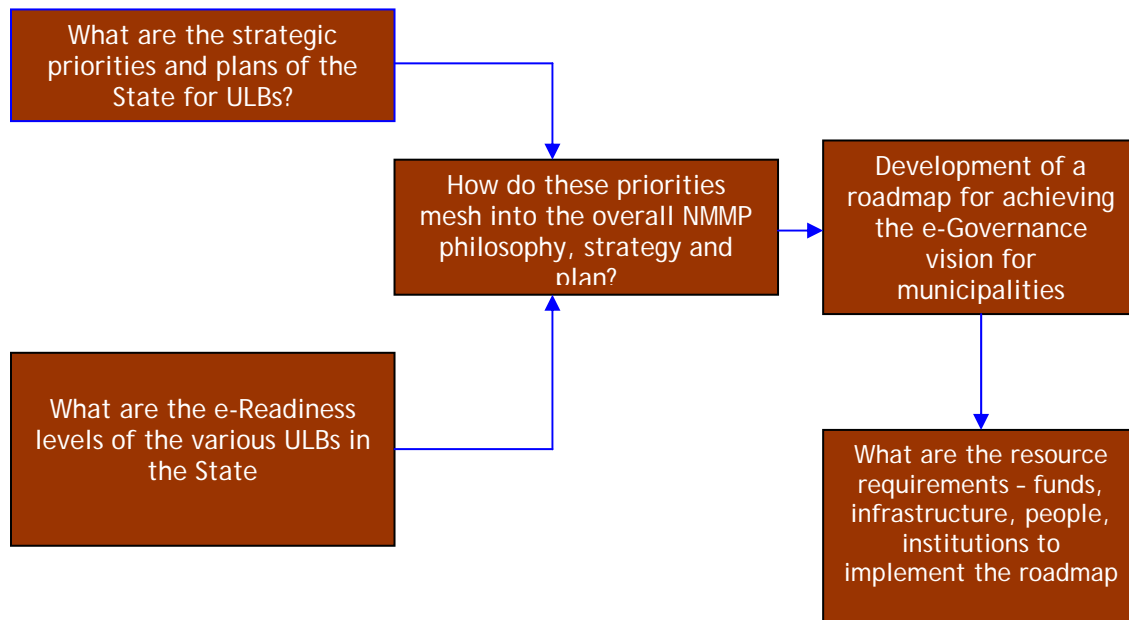 What are the strategic
priorities and plans of the
State for ULBs?
How do these priorities
mesh into the overall NMMP
philosophy, strategy and
plan?
Development of a
roadmap for achieving
the e-Governance
vision for
municipalities
What are the e-Readiness
levels of the various ULBs in
the State
What are the resource
requirements – funds,
infrastructure, people,
institutions to
implement the roadmap